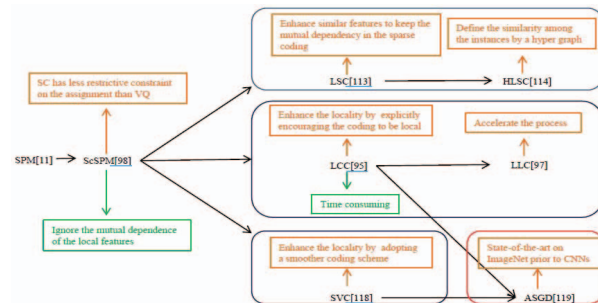 Enhance similar features to keep the
mutual dependency in the sparse
coding
Define the similarity among
the instances by a hyper graph
LSC[113]
HLSC[114]
SC has less restrictive constraint
on the assignment than VQ
Enhance the locality by explicitly
encouraging the coding to be local
Accelerate the process
SPM[11]
ScSPM[98]
LCC[95]
LLC[97]
Time consuming
Ignore the mutual dependence
of the local features
Enhance the locality by adopting
a smoother coding scheme
State-of-the-art on
ImageNet prior to CNNs
SVC[118]
ASGD[119]